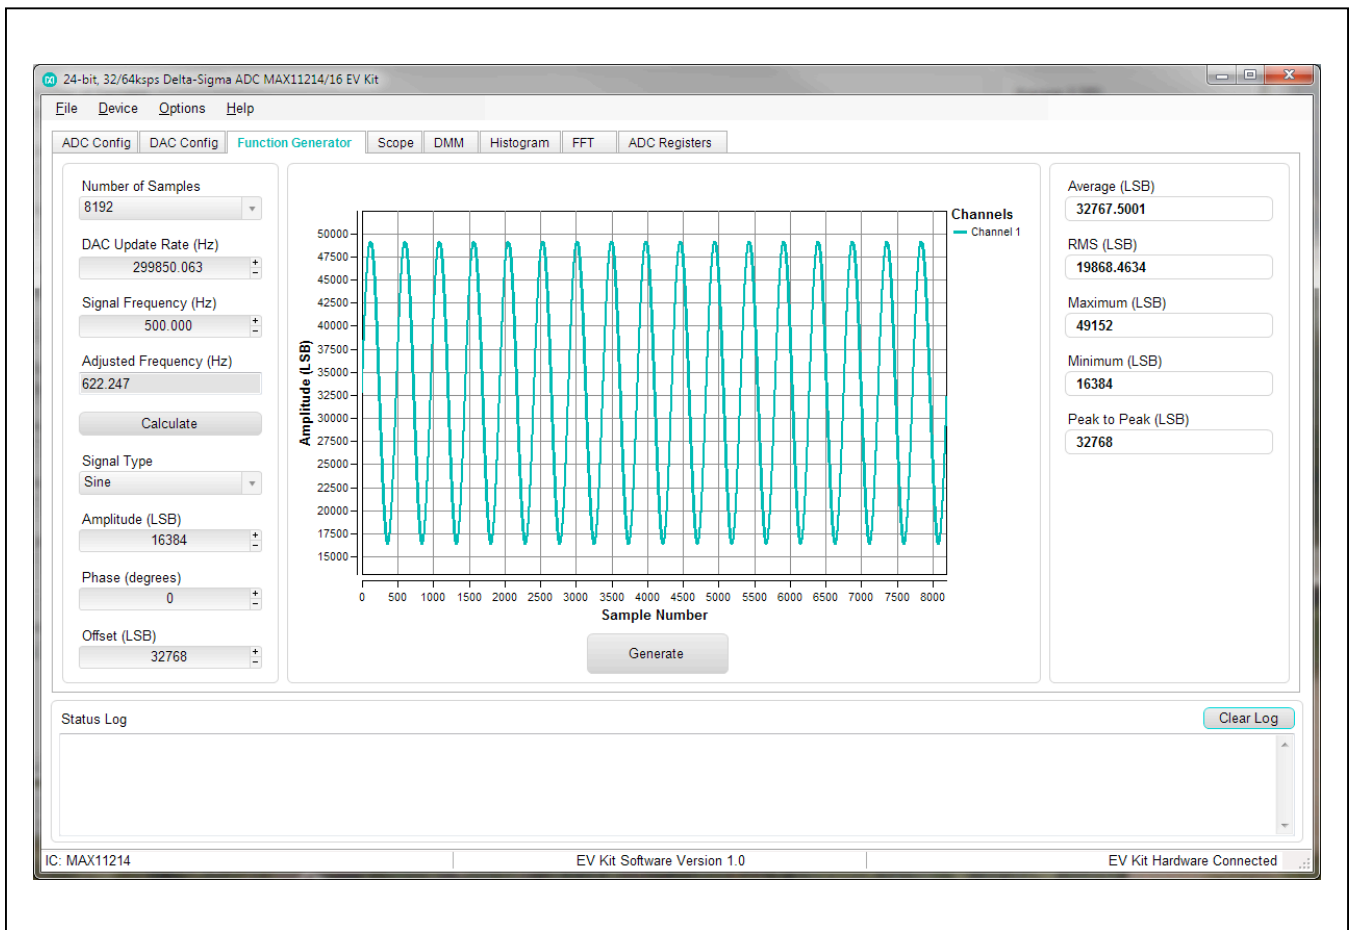 24-bit, 32/64ksps Delta-Sigma ADC MAX11214/16 EV Kit
File Device Options Help
ADC Config DAC Config Function Generator Scope DMM Histogram FFT ADC Registers
Number of Samples
8192
DAC Update Rate (Hz)
299850.063
Signal Frequency (Hz)
500.000
Adjusted Frequency (Hz)
622.247
Calculate
Signal Type
Sine
Amplitude (LSB)
16384
Phase (degrees)
0
Offset (LSB)
32768
Amplitude (LSB)
50000
47500
45000
42500
40000
37500
35000
32500
30000
27500
25000
22500
20000
17500
15000
0 500 1000 1500 2000 2500 3000 3500 4000 4500 5000 5500 6000 6500 7000 7500 8000
Sample Number
Channels
Channel 1
Generate
Average (LSB)
32767.5001
RMS (LSB)
19868.4634
Maximum (LSB)
49152
Minimum (LSB)
16384
Peak to Peak (LSB)
32768
Status Log
Clear Log
IC: MAX11214
EV Kit Software Version 1.0
EV Kit Hardware Connected